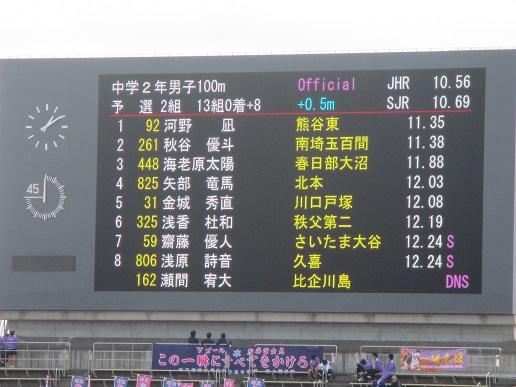 中学2年男子100m Official JHR 10.56
予 選 2組 13組0着+8 +0.5m SJR 10.69
1 92 河野 凪 熊谷東 11.35
2 261 秋谷 優斗 南埼玉百間 11.38
3 448 海老原太陽 春日部大沼 11.88
4 825 矢部 竜馬 北本 12.03
5 31 金城 秀直 川口戸塚 12.08
6 325 浅香 杜和 秩父第二 12.19
7 59 齋藤 優人 さいたま大谷 12.24 S
8 806 浅原 詩音 久喜 12.24 S
162 瀬間 宥大 比企川島 DNS
45
この一瞬にすべてをかけろ